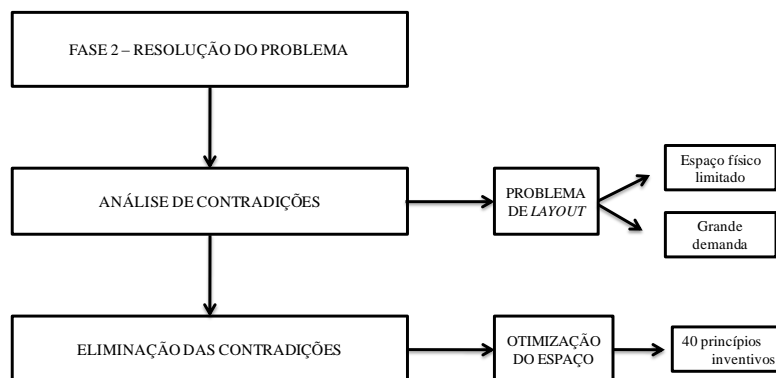 FASE 2 – RESOLUÇÃO DO PROBLEMA
ANÁLISE DE CONTRADIÇÕES
PROBLEMA
DE LAYOUT
Espaço físico
limitado
Grande
demanda
ELIMINAÇÃO DAS CONTRADIÇÕES
OTIMIZAÇÃO
DO ESPAÇO
40 princípios
inventivos